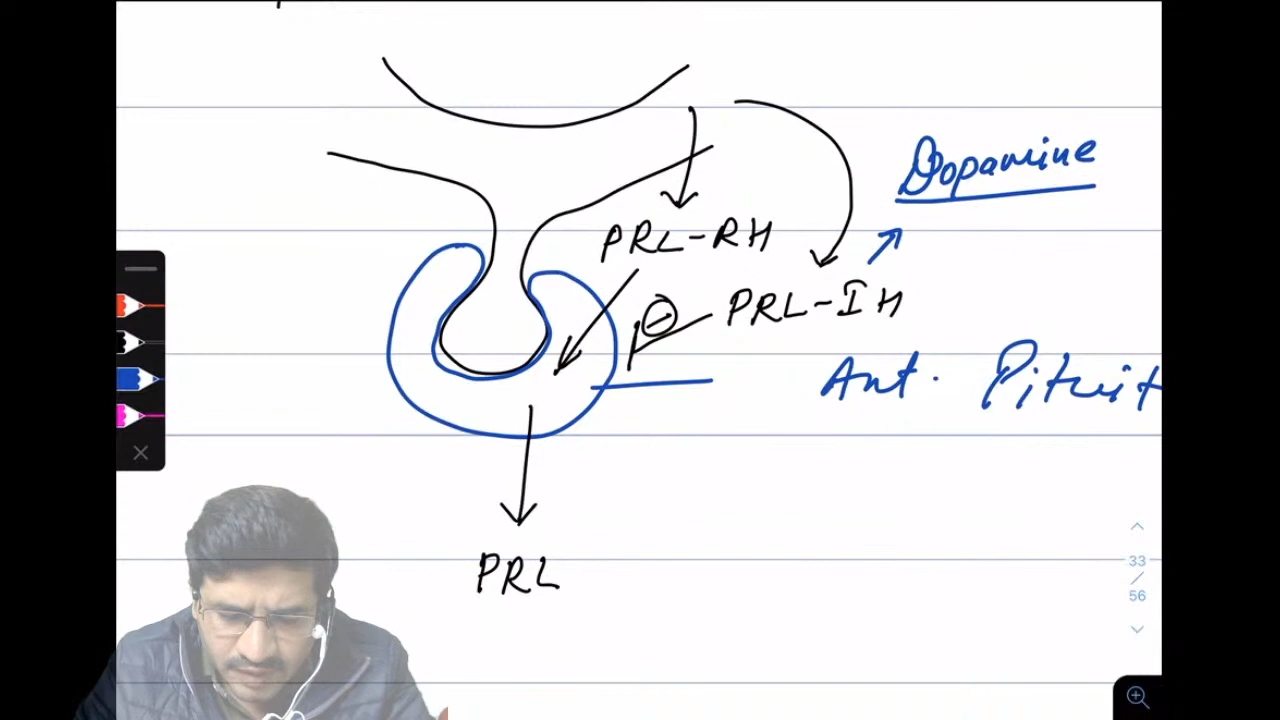 Dopamine
PRL-RH
⊖ PRL-IH
Ant. Pituit
PRL
33
/
56